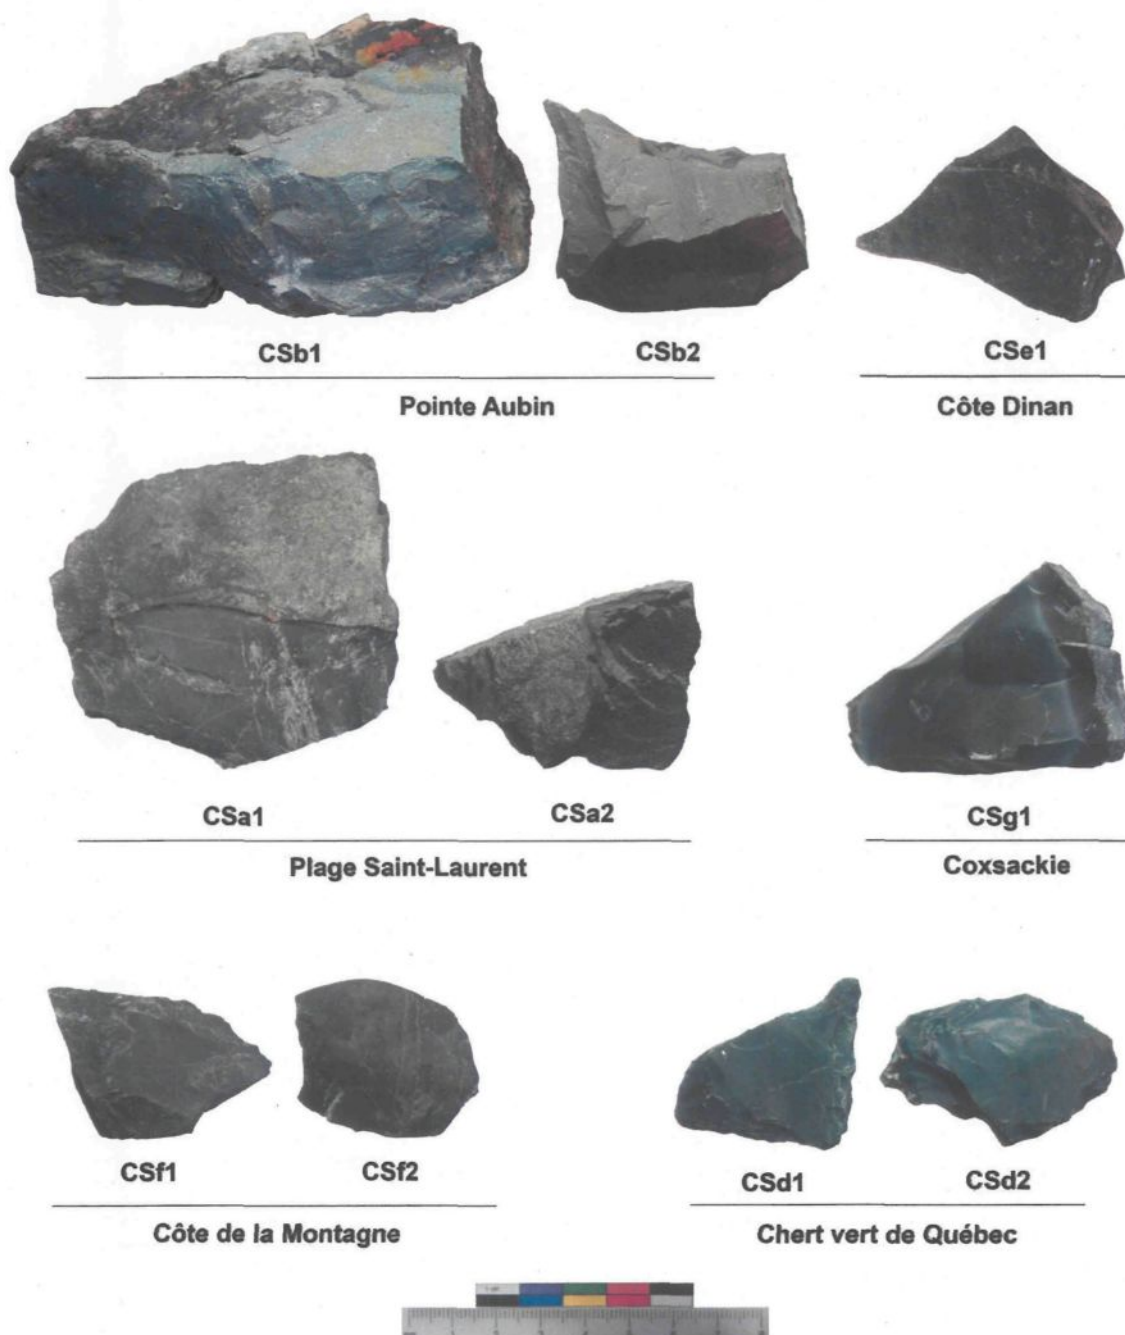 CSb1 CSb2 CSe1
Pointe Aubin Côte Dinan
CSa1 CSa2 CSg1
Plage Saint-Laurent Coxsackie
CSf1 CSf2 CSd1 CSd2
Côte de la Montagne Chert vert de Québec